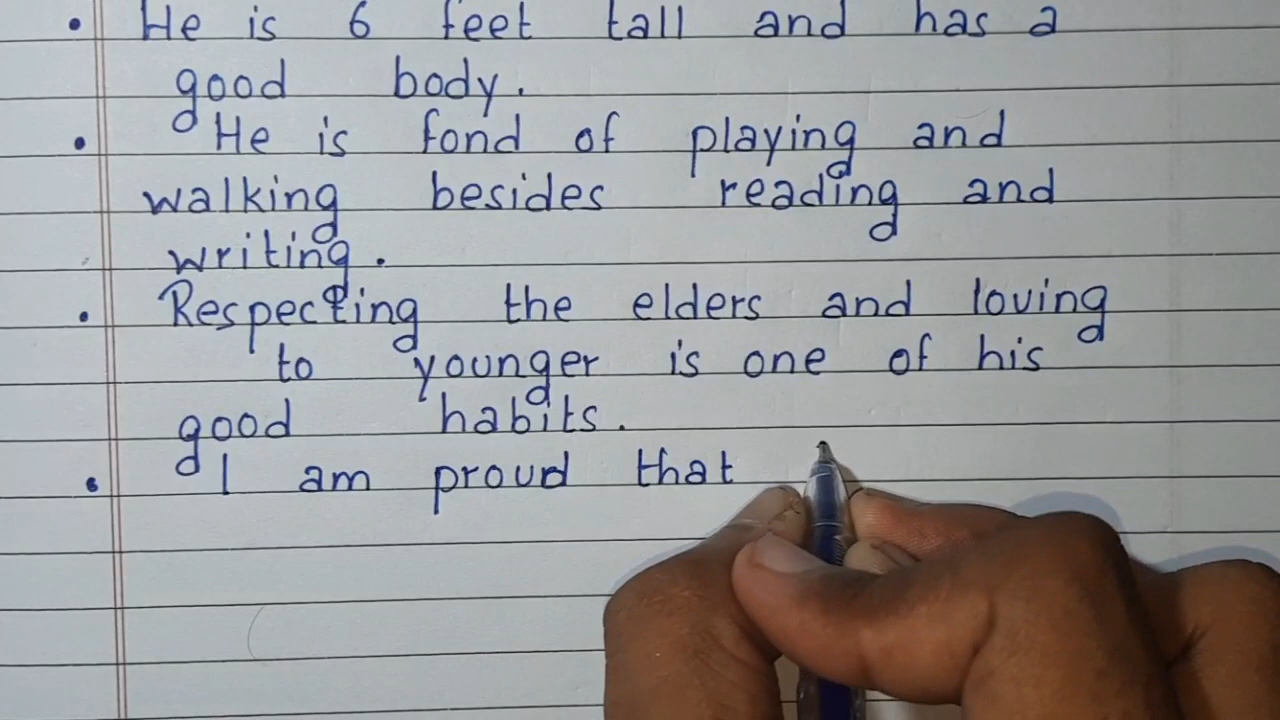 • He is 6 feet tall and has a
good body.
• He is fond of playing and
walking besides reading and
writing.
• Respecting the elders and loving
to younger is one of his
good habits.
• I am proud that